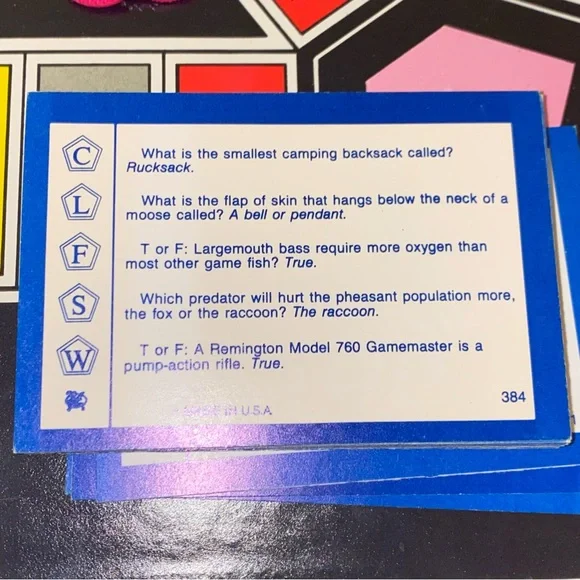 C
What is the smallest camping backsack called?
Rucksack.
L
What is the flap of skin that hangs below the neck of a
moose called? A bell or pendant.
F
T or F: Largemouth bass require more oxygen than
most other game fish? True.
S
Which predator will hurt the pheasant population more,
the fox or the raccoon? The raccoon.
W
T or F: A Remington Model 760 Gamemaster is a
pump-action rifle. True.
384
IN U.S.A.